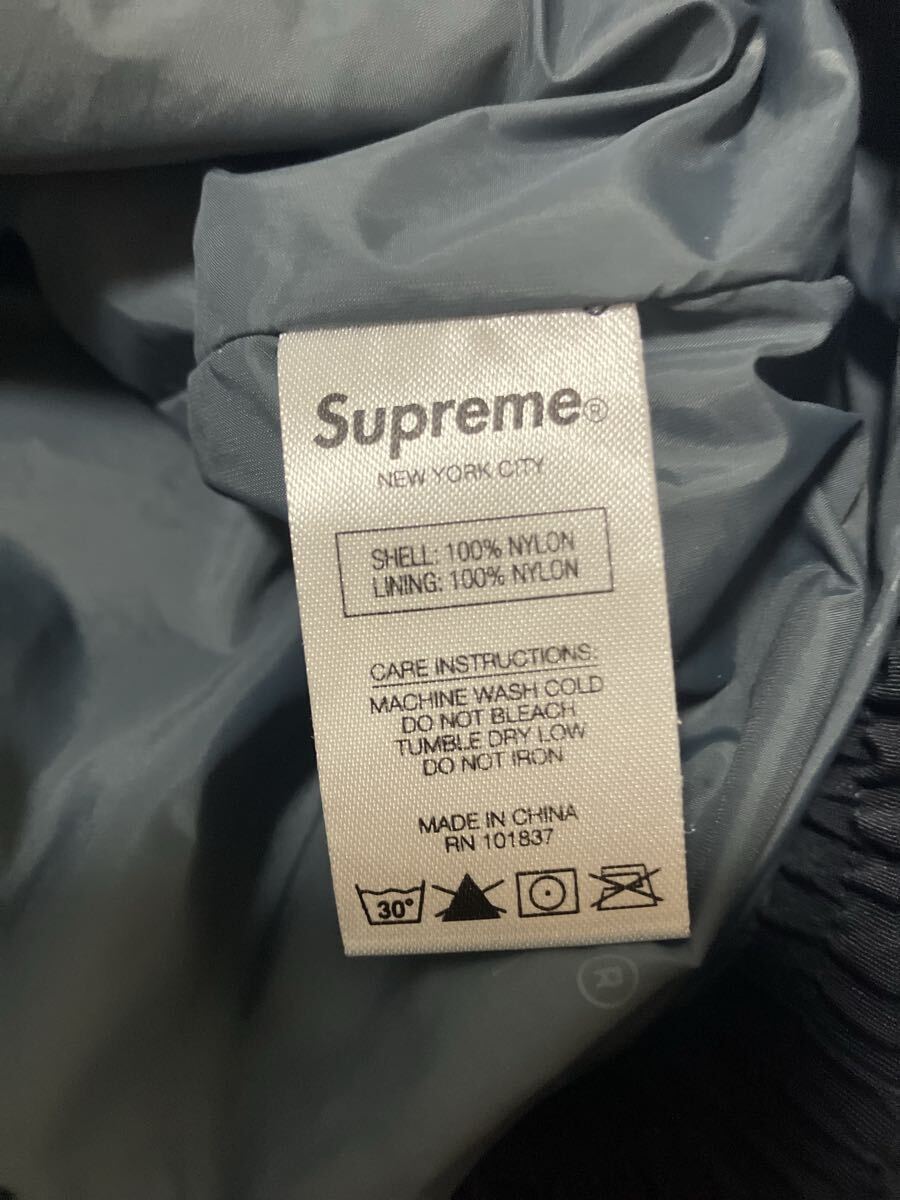 Supreme®
NEW YORK CITY
SHELL: 100% NYLON
LINING: 100% NYLON
CARE INSTRUCTIONS:
MACHINE WASH COLD
DO NOT BLEACH
TUMBLE DRY LOW
DO NOT IRON
MADE IN CHINA
RN 101837
30°
®